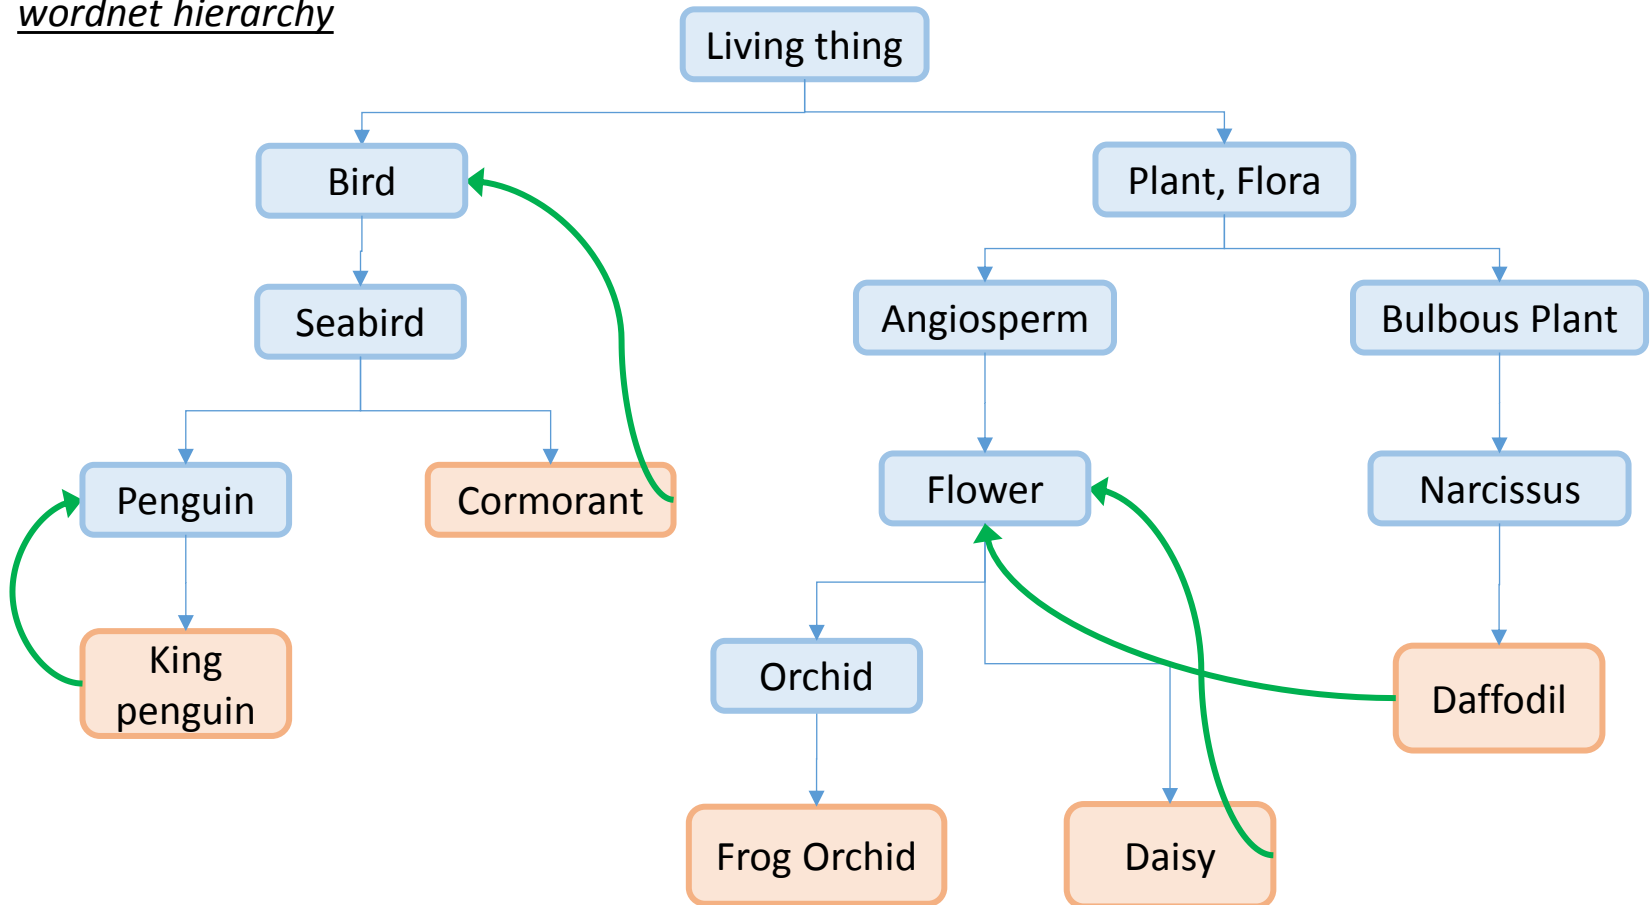 wordnet hierarchy
Living thing
Bird
Plant, Flora
Seabird
Angiosperm
Bulbous Plant
Penguin
Cormorant
Flower
Narcissus
King
penguin
Orchid
Daffodil
Frog Orchid
Daisy